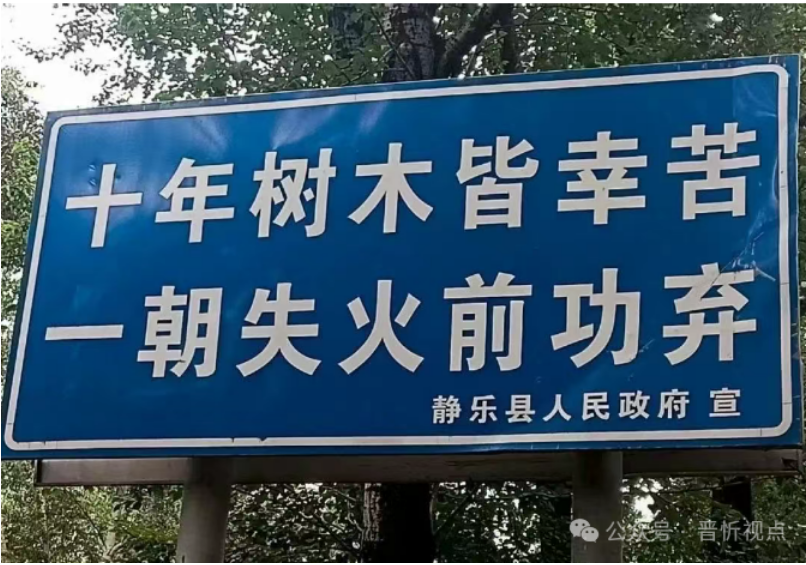 十年树木皆幸苦
一朝失火前功弃
静乐县人民政府 宣
公众号 · 晋忻视点